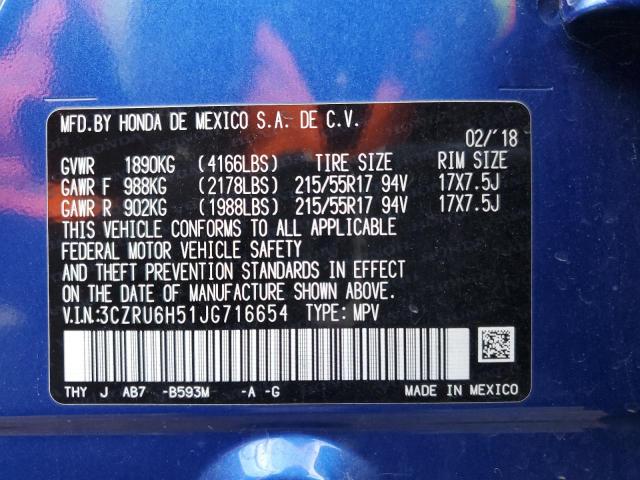 MFD.BY HONDA DE MEXICO S.A. DE C.V.
02/'18
GVWR 1890KG (4166LBS) TIRE SIZE RIM SIZE
GAWR F 988KG (2178LBS) 215/55R17 94V 17X7.5J
GAWR R 902KG (1988LBS) 215/55R17 94V 17X7.5J
THIS VEHICLE CONFORMS TO ALL APPLICABLE
FEDERAL MOTOR VEHICLE SAFETY
AND THEFT PREVENTION STANDARDS IN EFFECT
ON THE DATE OF MANUFACTURE SHOWN ABOVE.
V.I.N:3CZRU6H51JG716654 TYPE: MPV
THY J AB7 -B593M -A -G MADE IN MEXICO